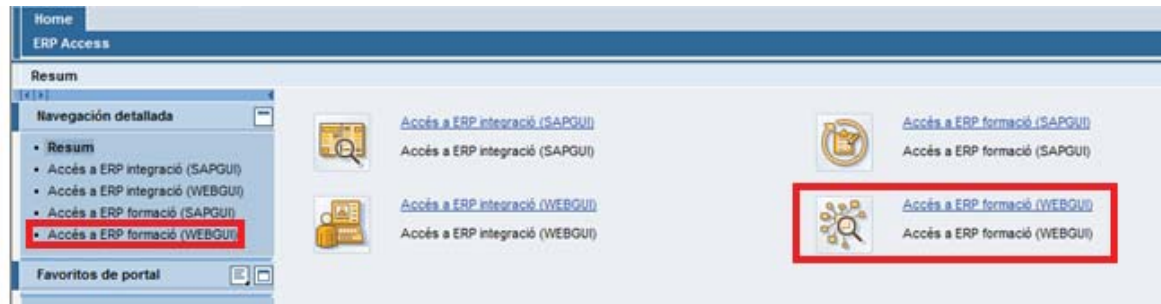 Home
ERP Access
Resum
Navegación detallada
• Resum
• Accés a ERP integració (SAPGUI)
• Accés a ERP integració (WEBGUI)
• Accés a ERP formació (SAPGUI)
• Accés a ERP formació (WEBGUI)
Favoritos de portal
Accés a ERP integració (SAPGUI)
Accés a ERP integració (SAPGUI)
Accés a ERP formació (SAPGUI)
Accés a ERP formació (SAPGUI)
Accés a ERP integració (WEBGUI)
Accés a ERP integració (WEBGUI)
Accés a ERP formació (WEBGUI)
Accés a ERP formació (WEBGUI)